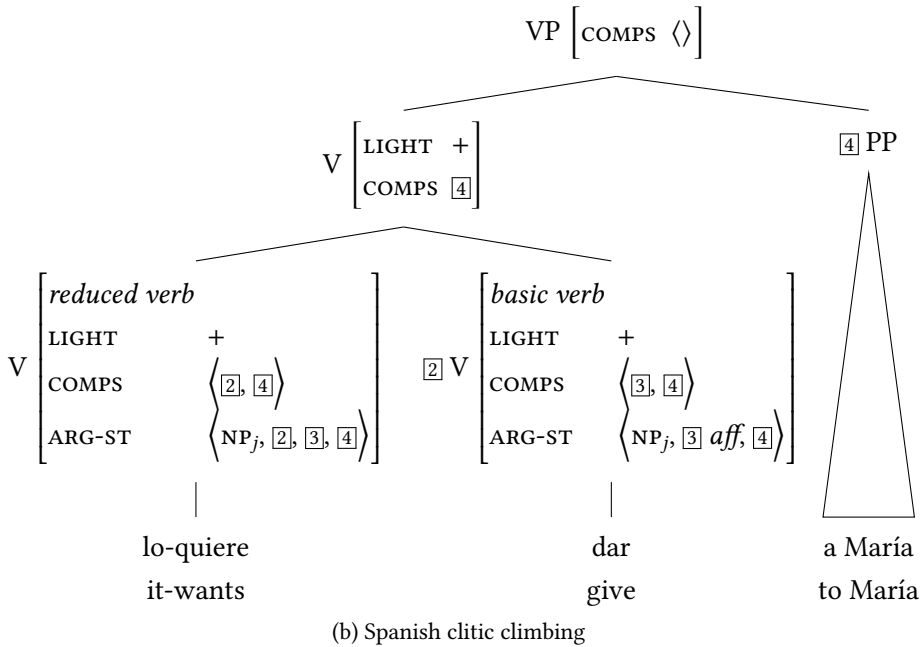 VP [COMPS ⟨⟩]
V [LIGHT +
COMPS 4]
4 PP
V [reduced verb
LIGHT +
COMPS ⟨2, 4⟩
ARG-ST ⟨NPj, 2, 3, 4⟩]
2 V [basic verb
LIGHT +
COMPS ⟨3, 4⟩
ARG-ST ⟨NPj, 3 aff, 4⟩]
lo-quiere dar a María
it-wants give to María
(b) Spanish clitic climbing